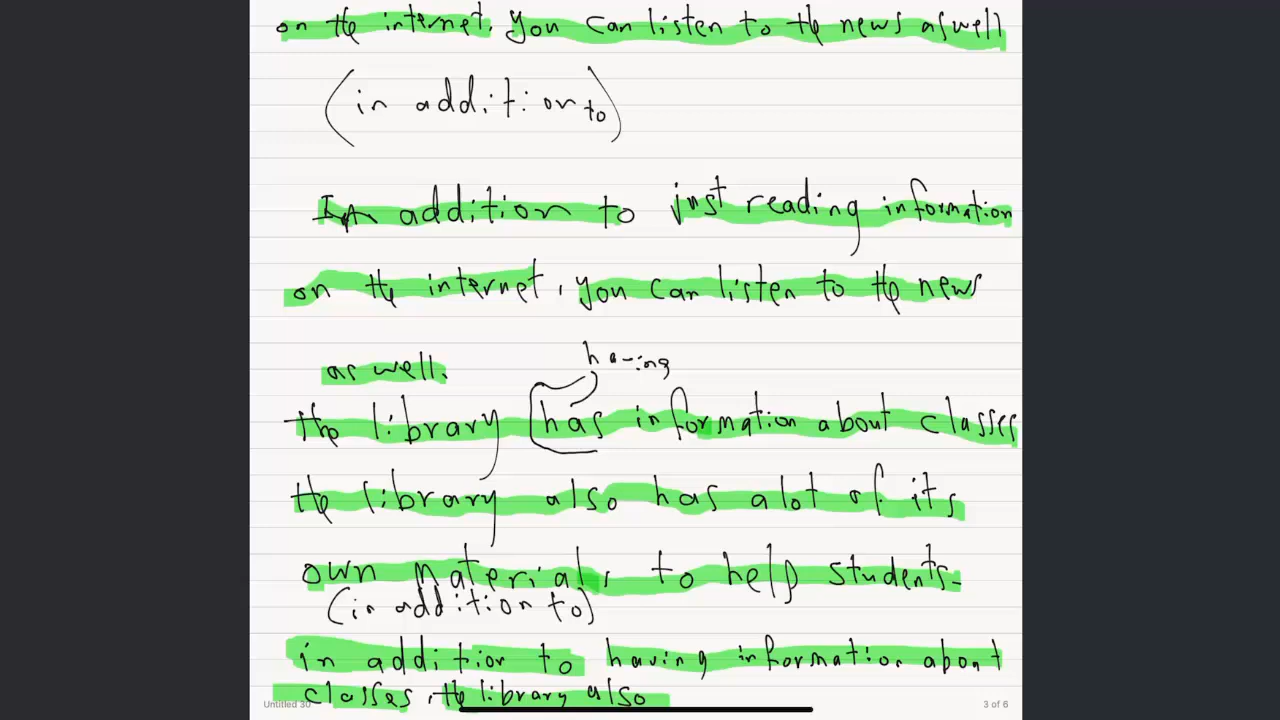 on the internet. You can listen to the news as well
(in addition to)
In addition to just reading information
on the internet, you can listen to the news
as well.
having
the library has information about classes
the library also has a lot of its
own materials to help students.
(in addition to)
in addition to having information about
classes, the library also
Untitled 30
3 of 6